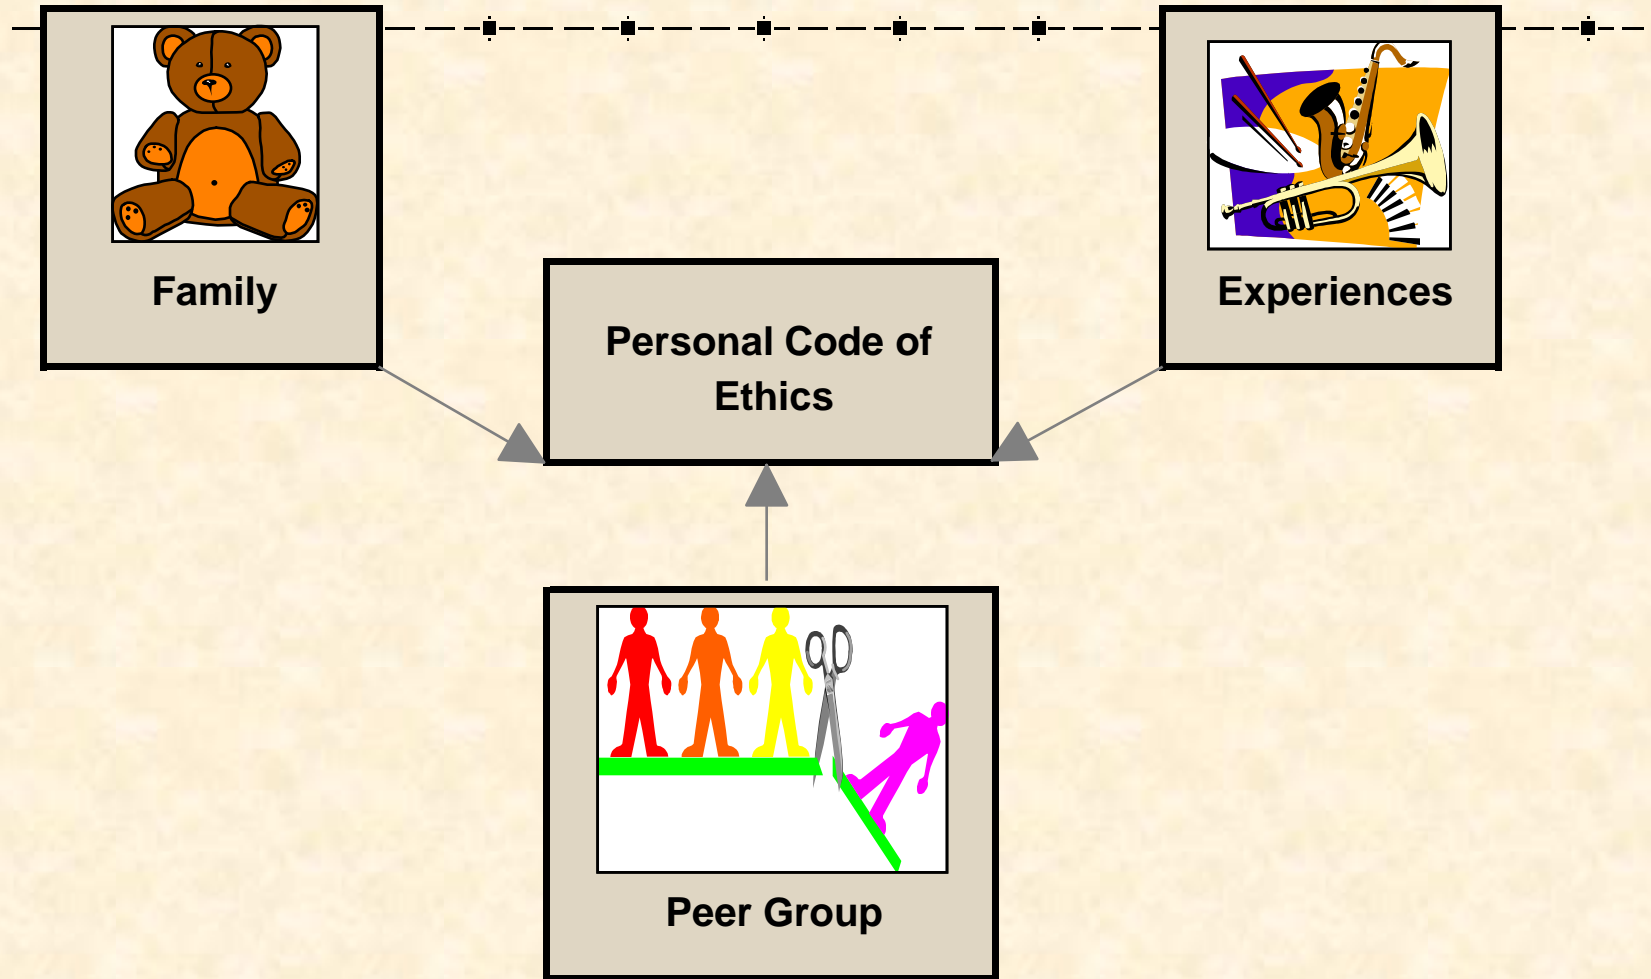 Family
Experiences
Personal Code of
Ethics
Peer Group